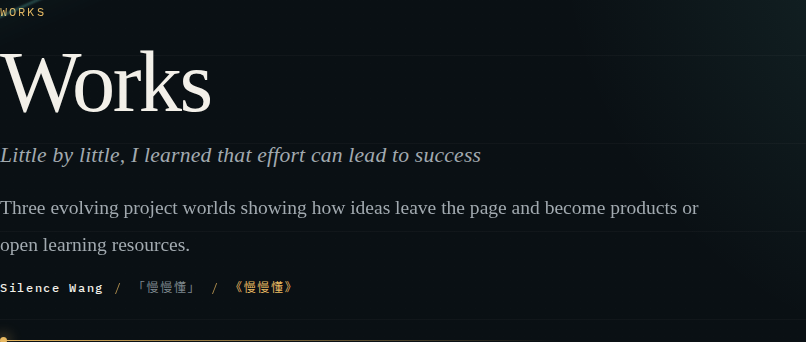 WORKS
Works
Little by little, I learned that effort can lead to success
Three evolving project worlds showing how ideas leave the page and become products or
open learning resources.
Silence Wang / 「慢慢懂」 / 《慢慢懂》